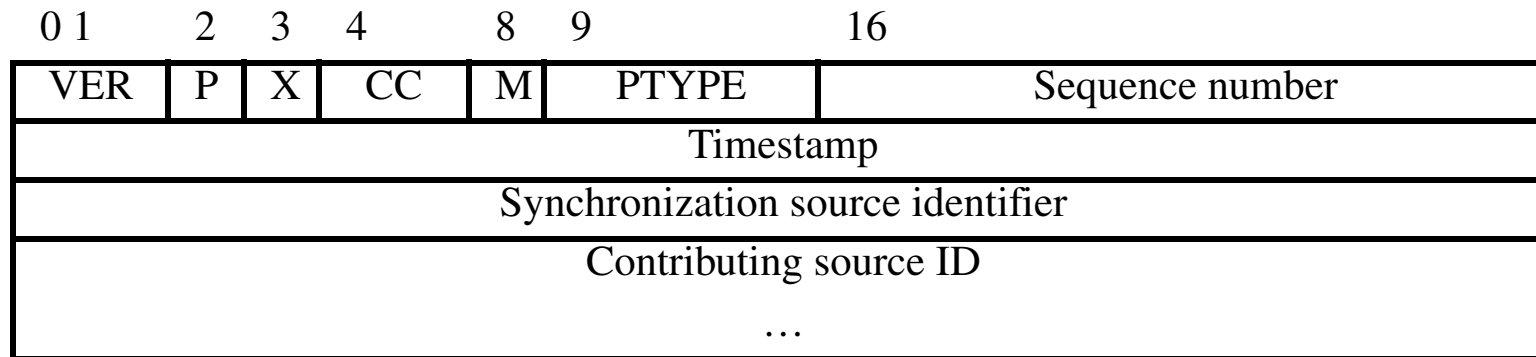 0 1 2 3 4 8 9 16
VER P X CC M PTYPE Sequence number
Timestamp
Synchronization source identifier
Contributing source ID
…